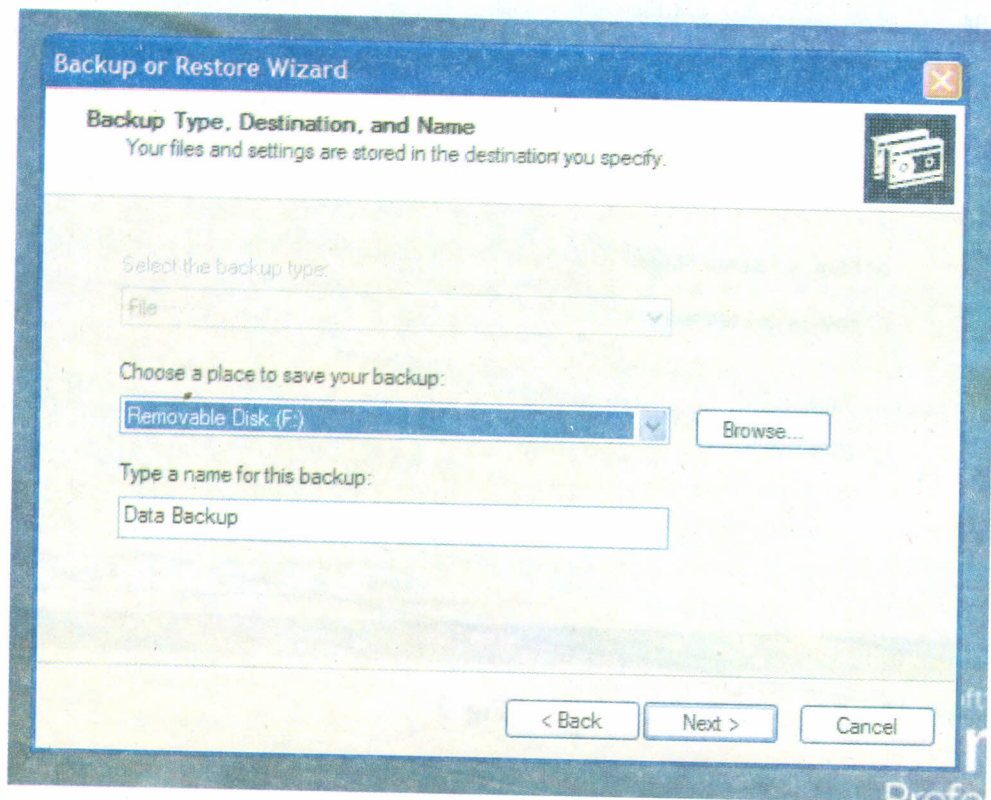 Backup or Restore Wizard
Backup Type, Destination, and Name
Your files and settings are stored in the destination you specify.
Select the backup type:
File
Choose a place to save your backup:
Removable Disk (F:)
Browse...
Type a name for this backup:
Data Backup
< Back
Next >
Cancel
Profe